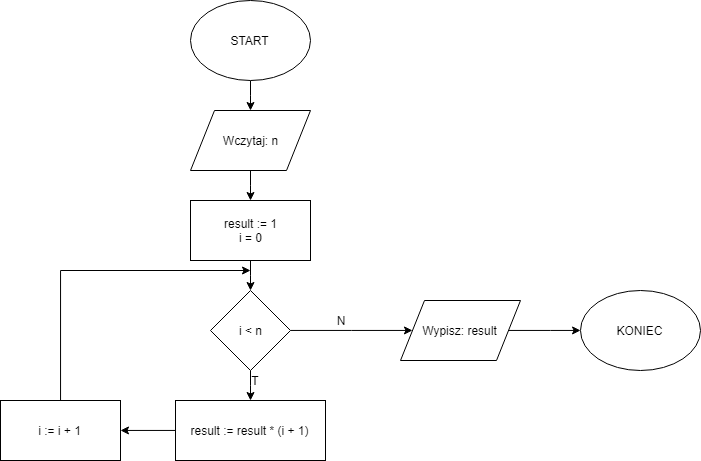 START
Wczytaj: n
result := 1
i = 0
i < n
N
Wypisz: result
KONIEC
T
i := i + 1
result := result * (i + 1)